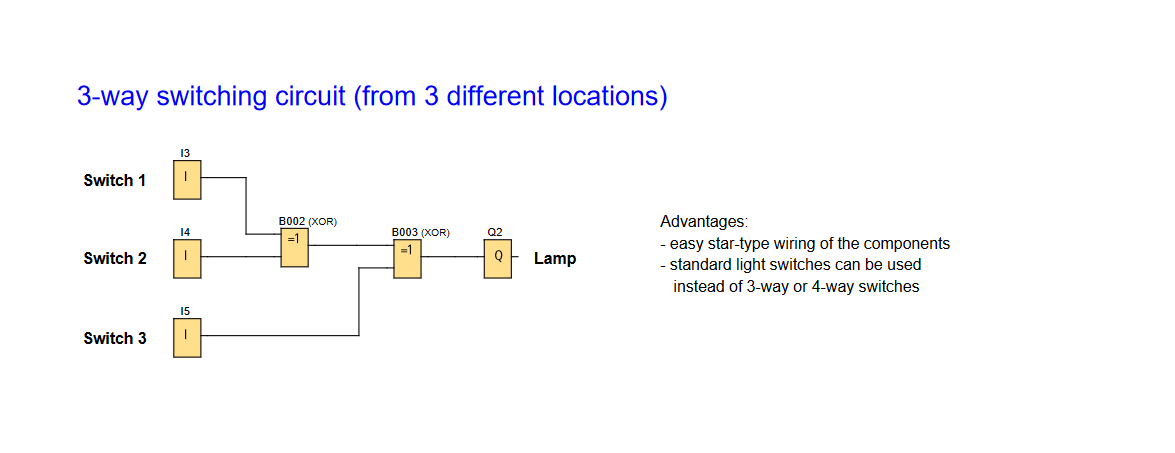 3-way switching circuit (from 3 different locations)
I3
Switch 1
I
B002 (XOR)
=1
I4
Switch 2
I
B003 (XOR)
=1
Q2
Q
Lamp
I5
Switch 3
I
Advantages:
- easy star-type wiring of the components
- standard light switches can be used
instead of 3-way or 4-way switches